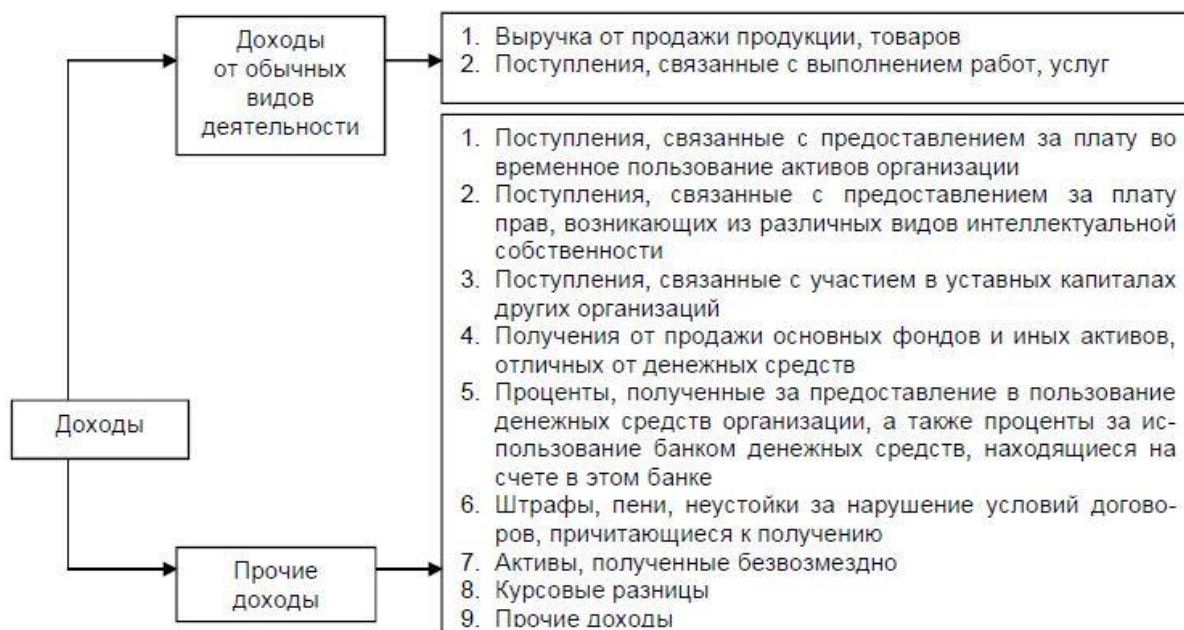 Доходы
от обычных
видов
деятельности
1. Выручка от продажи продукции, товаров
2. Поступления, связанные с выполнением работ, услуг
Доходы
Прочие
доходы
1. Поступления, связанные с предоставлением за плату во
временное пользование активов организации
2. Поступления, связанные с предоставлением за плату
прав, возникающих из различных видов интеллектуальной
собственности
3. Поступления, связанные с участием в уставных капиталах
других организаций
4. Получения от продажи основных фондов и иных активов,
отличных от денежных средств
5. Проценты, полученные за предоставление в пользование
денежных средств организации, а также проценты за ис-
пользование банком денежных средств, находящиеся на
счете в этом банке
6. Штрафы, пени, неустойки за нарушение условий догово-
ров, причитающиеся к получению
7. Активы, полученные безвозмездно
8. Курсовые разницы
9. Прочие доходы